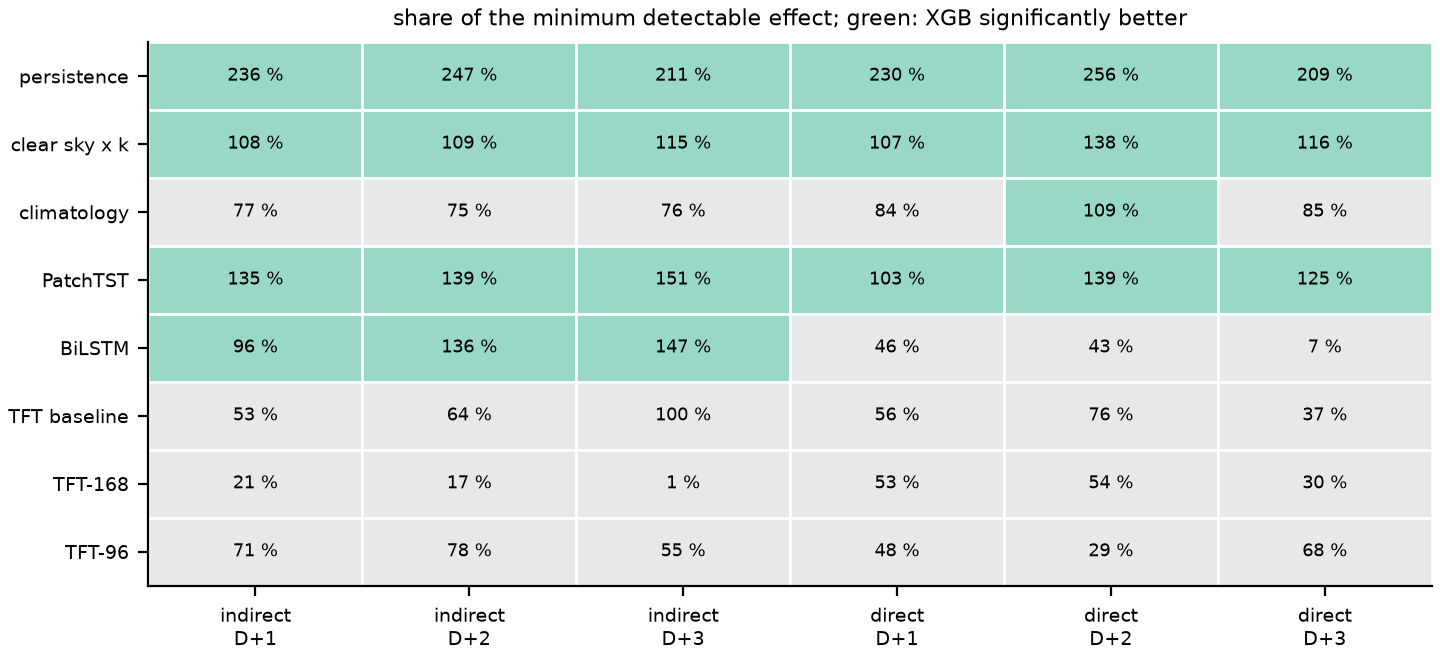 share of the minimum detectable effect; green: XGB significantly better
persistence 236 % 247 % 211 % 230 % 256 % 209 %
clear sky x k 108 % 109 % 115 % 107 % 138 % 116 %
climatology 77 % 75 % 76 % 84 % 109 % 85 %
PatchTST 135 % 139 % 151 % 103 % 139 % 125 %
BiLSTM 96 % 136 % 147 % 46 % 43 % 7 %
TFT baseline 53 % 64 % 100 % 56 % 76 % 37 %
TFT-168 21 % 17 % 1 % 53 % 54 % 30 %
TFT-96 71 % 78 % 55 % 48 % 29 % 68 %
indirect indirect indirect direct direct direct
D+1 D+2 D+3 D+1 D+2 D+3